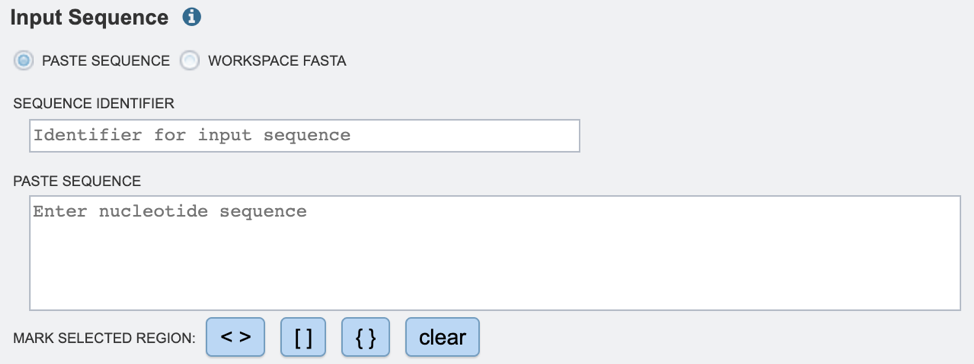 Input Sequence
PASTE SEQUENCE WORKSPACE FASTA
SEQUENCE IDENTIFIER
Identifier for input sequence
PASTE SEQUENCE
Enter nucleotide sequence
MARK SELECTED REGION: < > [ ] { } clear